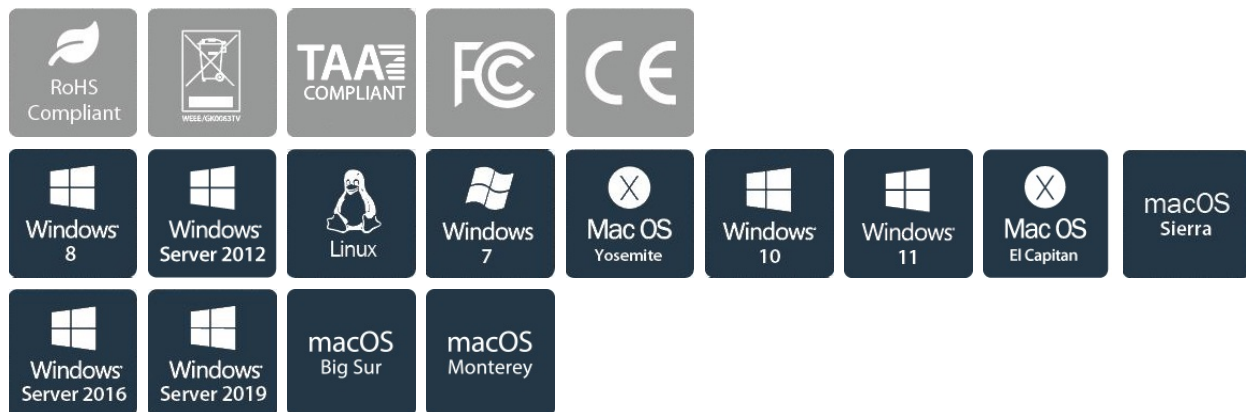 RoHS
Compliant
WEEE/GK0063TV
TAA
COMPLIANT
FC
CE
Windows
8
Windows
Server 2012
Linux
Windows
7
X
Mac OS
Yosemite
Windows
10
Windows
11
X
Mac OS
El Capitan
macOS
Sierra
Windows
Server 2016
Windows
Server 2019
macOS
Big Sur
macOS
Monterey